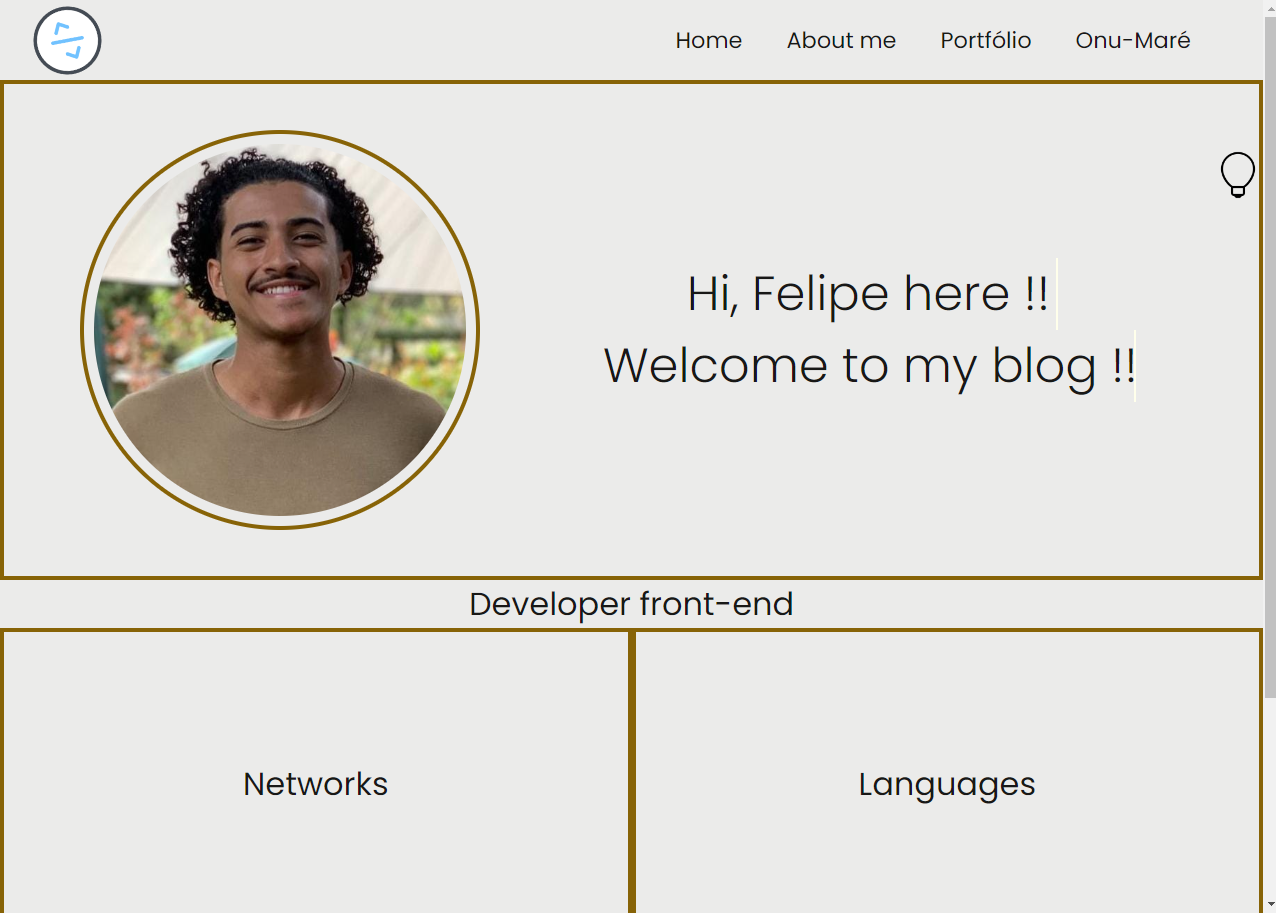 Home About me Portfólio Onu-Maré
Hi, Felipe here !!
Welcome to my blog !!
Developer front-end
Networks
Languages